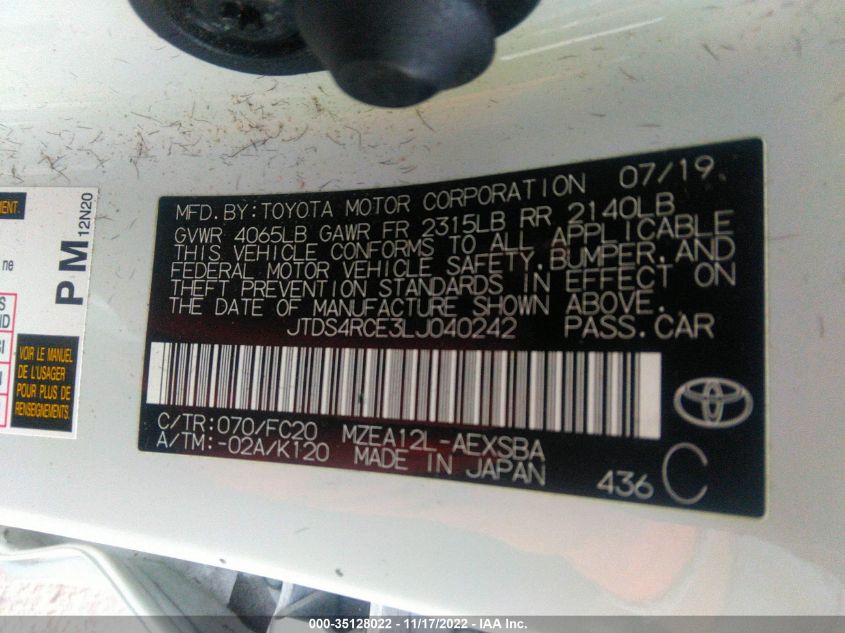 MFD.BY:TOYOTA MOTOR CORPORATION 07/19
GVWR 4065LB GAWR FR 2315LB RR 2140LB
THIS VEHICLE CONFORMS TO ALL APPLICABLE
FEDERAL MOTOR VEHICLE SAFETY,BUMPER,AND
THEFT PREVENTION STANDARDS IN EFFECT ON
THE DATE OF MANUFACTURE SHOWN ABOVE.
JTDS4RCE3LJ040242 PASS.CAR
C/TR:070/FC20 MZEA12L-AEXSBA
A/TM:-02A/K120 MADE IN JAPAN
436 C
PM 12N20
ne
VOIR LE MANUEL
DE L'USAGER
POUR PLUS DE
RENSEIGNEMENTS.
000-35128022 - 11/17/2022 - IAA Inc.